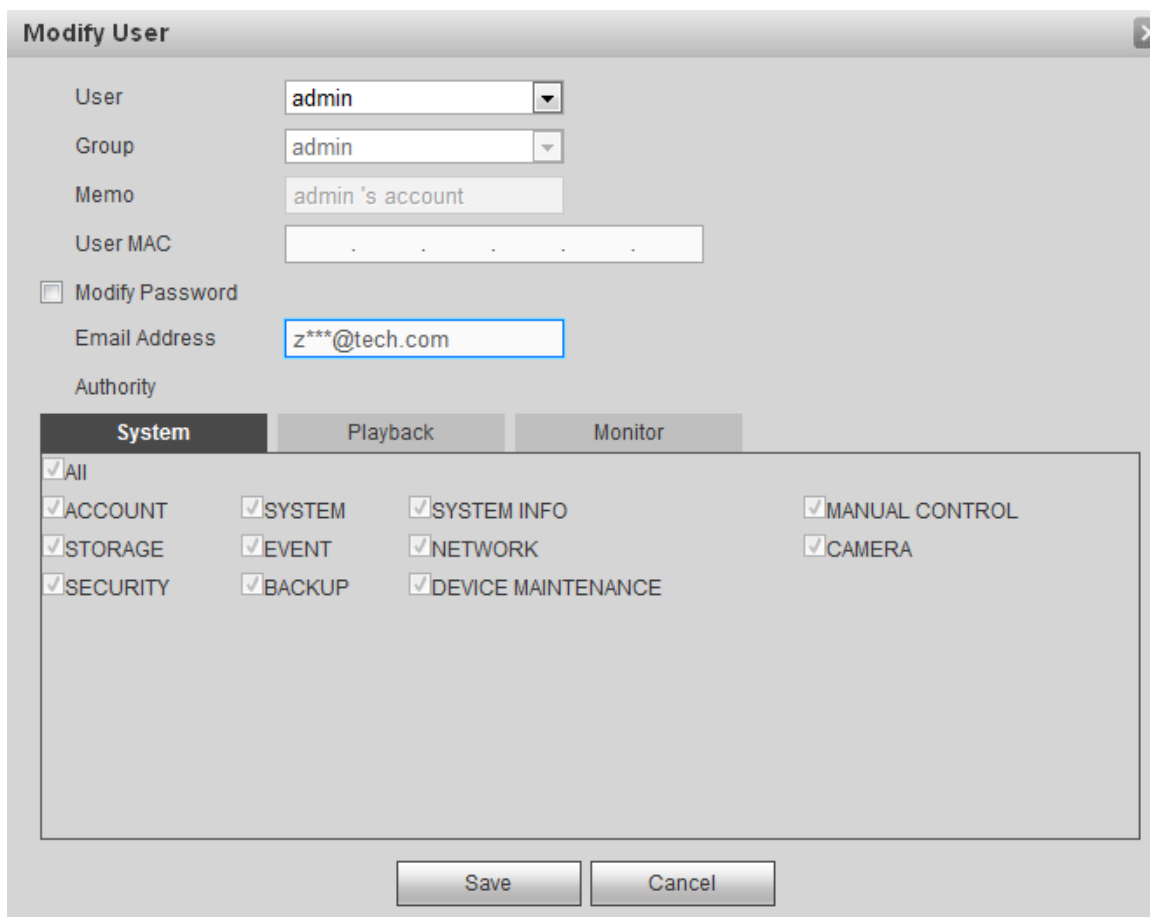 Modify User
User admin
Group admin
Memo admin 's account
User MAC . . . . .
Modify Password
Email Address z***@tech.com
Authority
System Playback Monitor
All
ACCOUNT SYSTEM SYSTEM INFO MANUAL CONTROL
STORAGE EVENT NETWORK CAMERA
SECURITY BACKUP DEVICE MAINTENANCE
Save Cancel